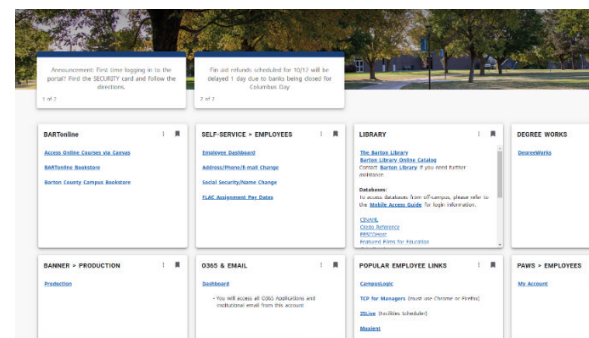 Announcement: First time logging in to the
portal? Find the SECURITY card and follow the
directions.
1 of 2
Fin aid refunds scheduled for 10/12 will be
delayed 1 day due to banks being closed for
Columbus Day
2 of 2
BARTonline
Access Online Courses via Canvas
BARTonline Bookstore
Barton County Campus Bookstore
SELF-SERVICE > EMPLOYEES
Employee Dashboard
Address/Phone/E-mail Change
Social Security/Name Change
FLAC Assignment Pay Dates
LIBRARY
The Barton Library
Barton Library Online Catalog
Contact Barton Library if you need further
assistance.
Databases:
To access databases from off-campus, please refer to
the Mobile Access Guide for login information.
CINAHL
Credo Reference
EBSCOhost
Featured Films for Education
DEGREE WORKS
DegreeWorks
BANNER > PRODUCTION
Production
O365 & EMAIL
Dashboard
- You will access all O365 Applications and
institutional email from this account
POPULAR EMPLOYEE LINKS
CampusLogic
TCP for Managers (must use Chrome or Firefox)
25Live (Facilities Scheduler)
Maxient
PAWS > EMPLOYEES
My Account